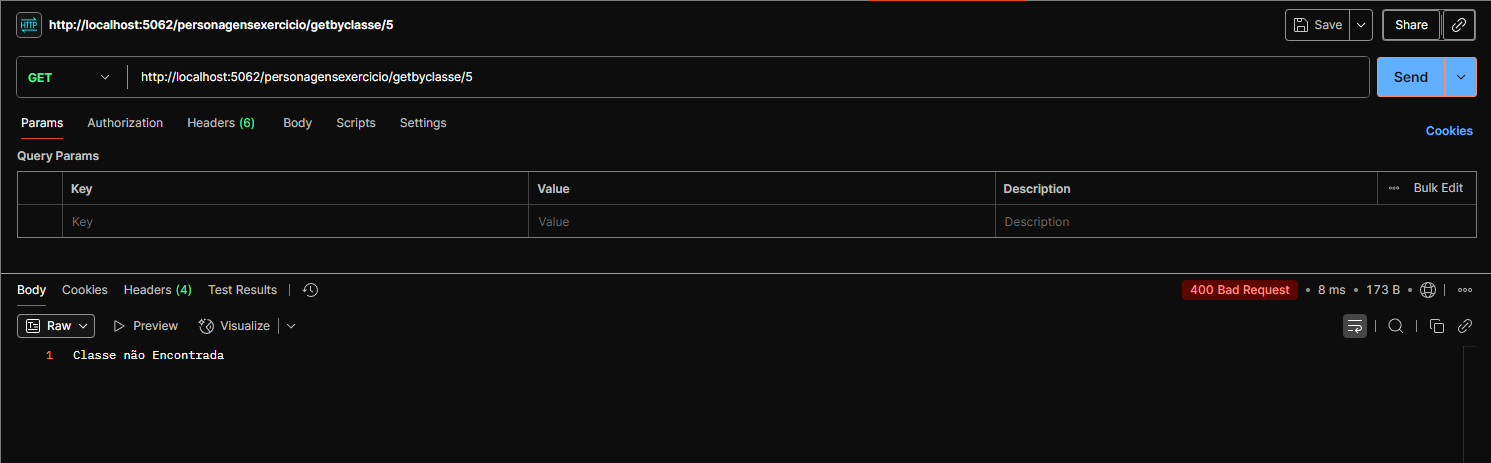 HTTP http://localhost:5062/personagensexercicio/getbyclasse/5 Save Share
GET http://localhost:5062/personagensexercicio/getbyclasse/5 Send
Params Authorization Headers (6) Body Scripts Settings Cookies
Query Params
Key Value Description Bulk Edit
Key Value Description
Body Cookies Headers (4) Test Results 400 Bad Request • 8 ms • 173 B •
Raw Preview Visualize
1 Classe não Encontrada